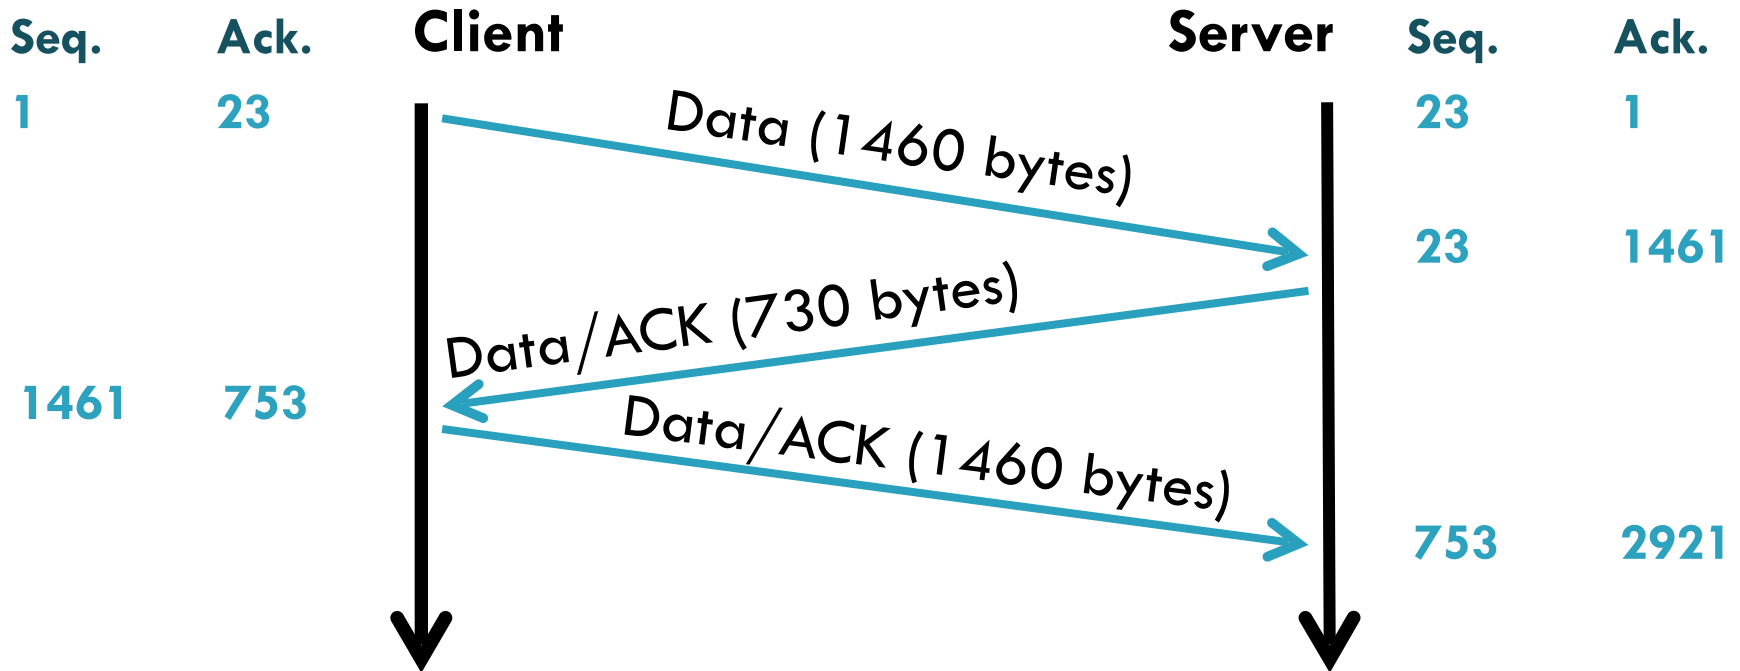 Seq. Ack. Client Server Seq. Ack.
1 23 Data (1460 bytes) 23 1
23 1461
Data/ACK (730 bytes)
1461 753 Data/ACK (1460 bytes)
753 2921